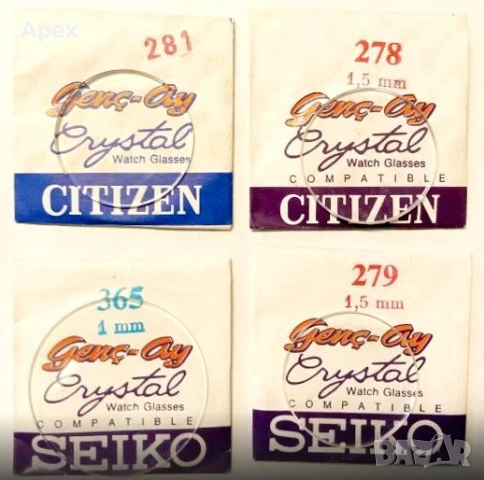 Apex
281
Genç-Ay
Crystal
Watch Glasses
CITIZEN
278
1,5 mm
Genç-Ay
Crystal
Watch Glasses
COMPATIBLE
CITIZEN
365
1 mm
Genç-Ay
Crystal
Watch Glasses
COMPATIBLE
SEIKO
279
1,5 mm
Genç-Ay
Crystal
Watch Glasses
COMPATIBLE
SEIKO
BAZAR